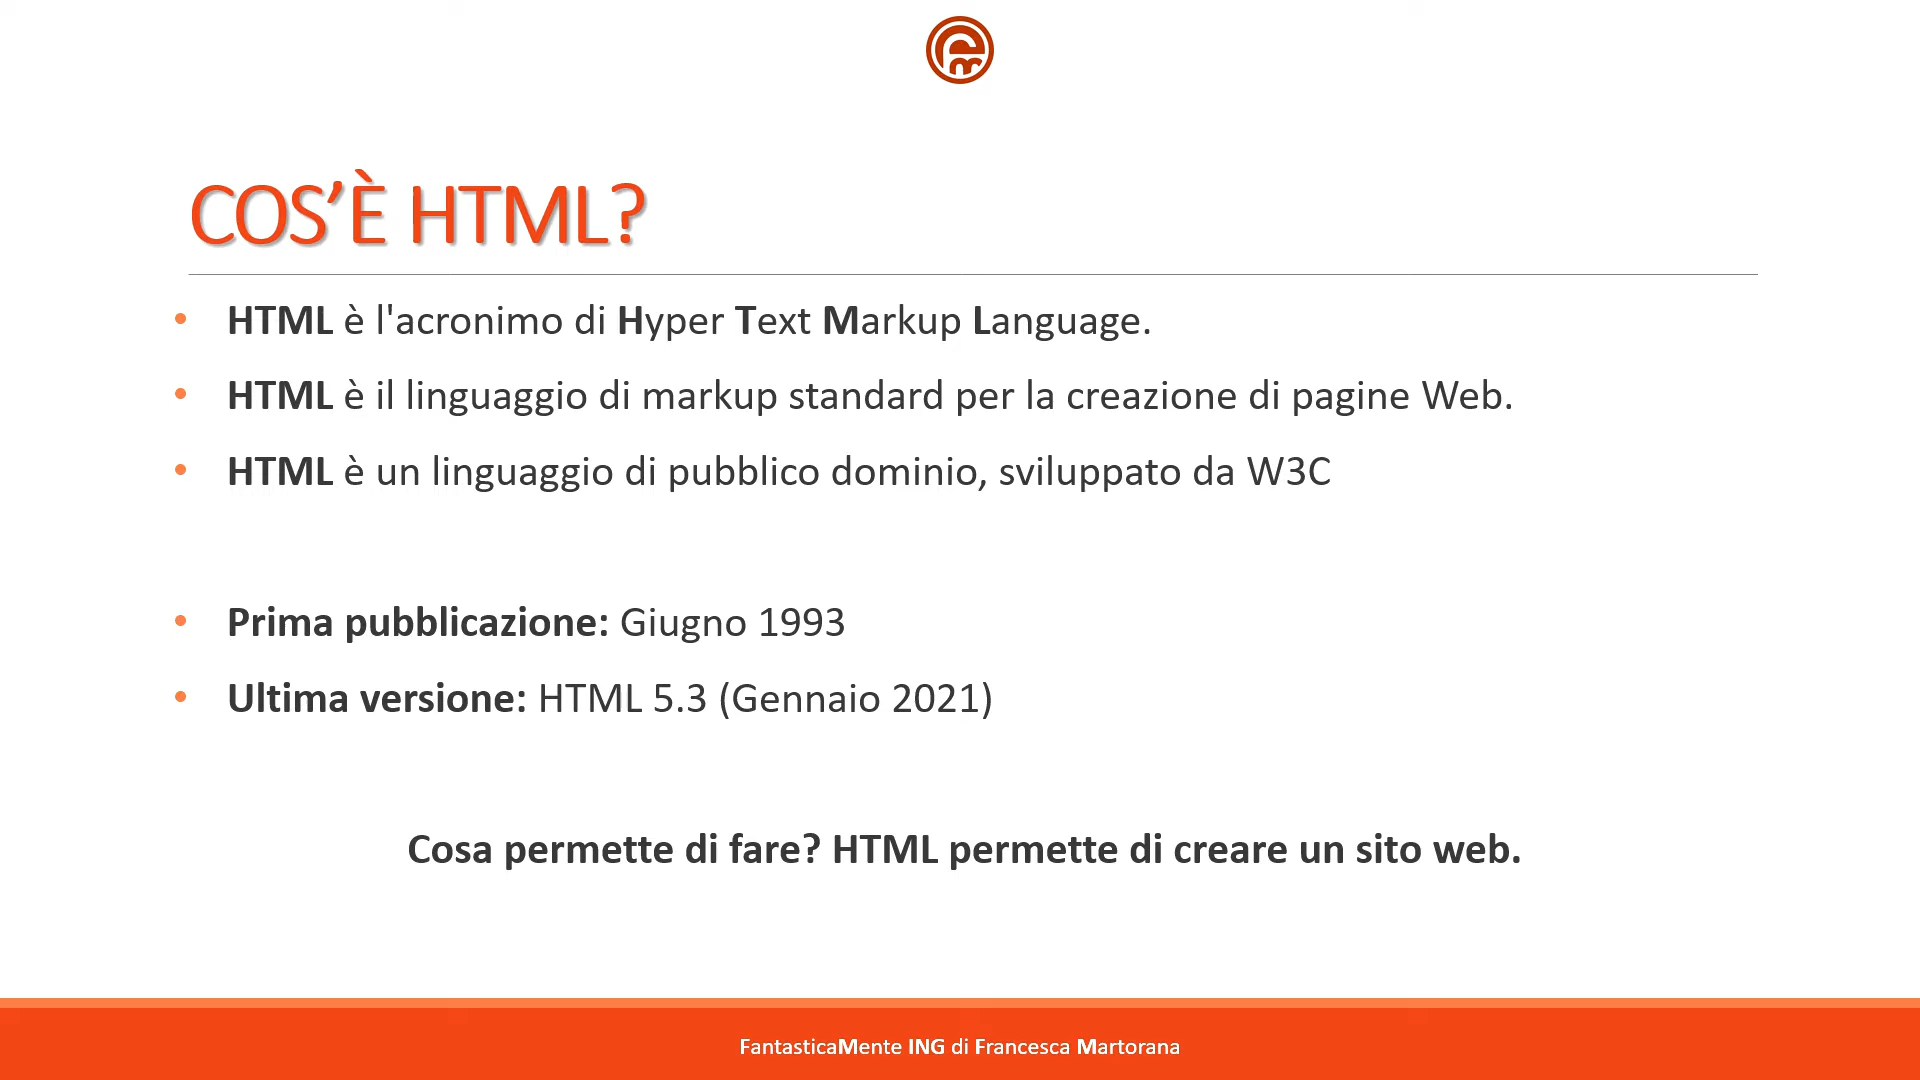 COS’È HTML?
• HTML è l'acronimo di Hyper Text Markup Language.
• HTML è il linguaggio di markup standard per la creazione di pagine Web.
• HTML è un linguaggio di pubblico dominio, sviluppato da W3C
• Prima pubblicazione: Giugno 1993
• Ultima versione: HTML 5.3 (Gennaio 2021)
Cosa permette di fare? HTML permette di creare un sito web.
FantasticaMente ING di Francesca Martorana